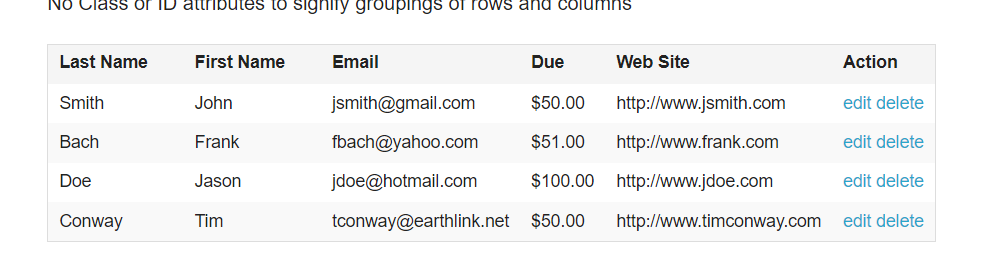 No Class or ID attributes to signify groupings of rows and columns
Last Name First Name Email Due Web Site Action
Smith John jsmith@gmail.com $50.00 http://www.jsmith.com edit delete
Bach Frank fbach@yahoo.com $51.00 http://www.frank.com edit delete
Doe Jason jdoe@hotmail.com $100.00 http://www.jdoe.com edit delete
Conway Tim tconway@earthlink.net $50.00 http://www.timconway.com edit delete